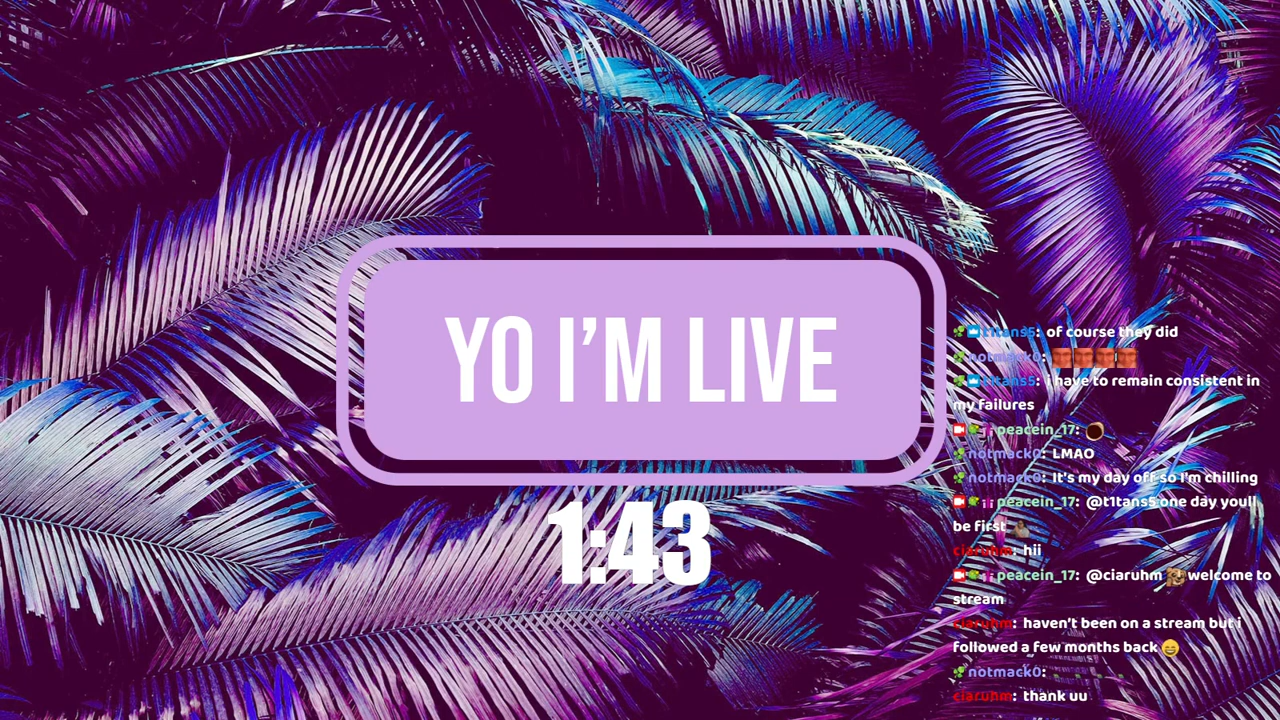 YO I’M LIVE
1:43
t1tans5: of course they did
notmack0:
t1tans5: i have to remain consistent in
my failures
peacein_17:
notmack0: LMAO
notmack0: It's my day off so I'm chilling
peacein_17: @t1tans5 one day youll
be first
ciaruhm: hii
peacein_17: @ciaruhm welcome to
stream
ciaruhm: haven't been on a stream but i
followed a few months back
notmack0:
ciaruhm: thank uu